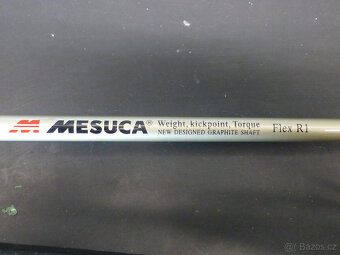 MESUCA® Weight, kickpoint, Torque
NEW DESIGNED GRAPHITE SHAFT
Flex R1
Bazos.cz